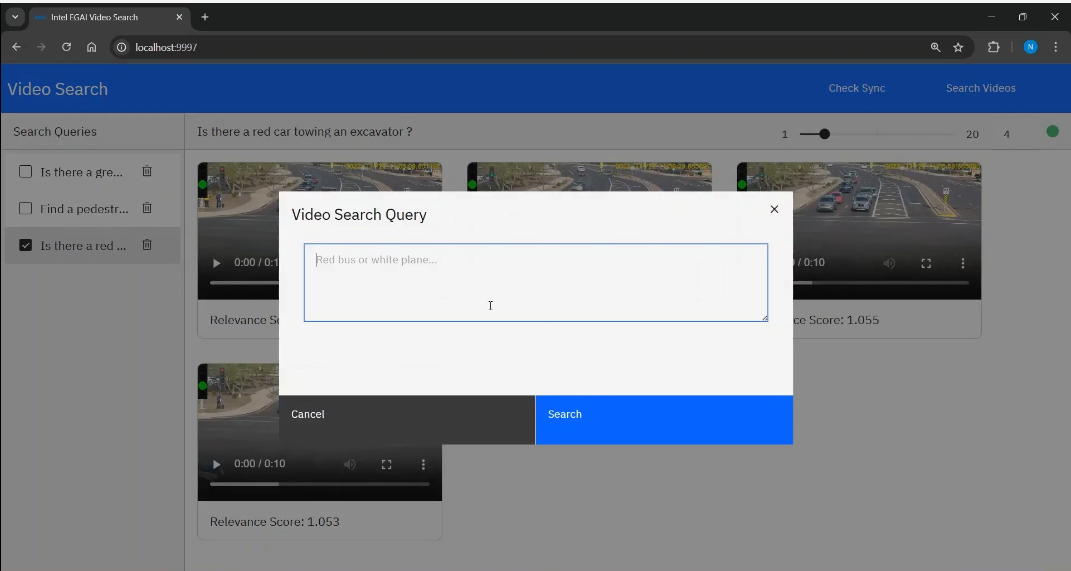 Intel EGAI Video Search
localhost:9997
N
Video Search
Check Sync
Search Videos
Search Queries
Is there a red car towing an excavator ?
1
20
4
Is there a gre...
Find a pedestr...
Is there a red ...
Video Search Query
Red bus or white plane...
Cancel
Search
0:00 / 0:1
0:00 / 0:10
Relevance Sc
ce Score: 1.055
0:00 / 0:10
Relevance Score: 1.053